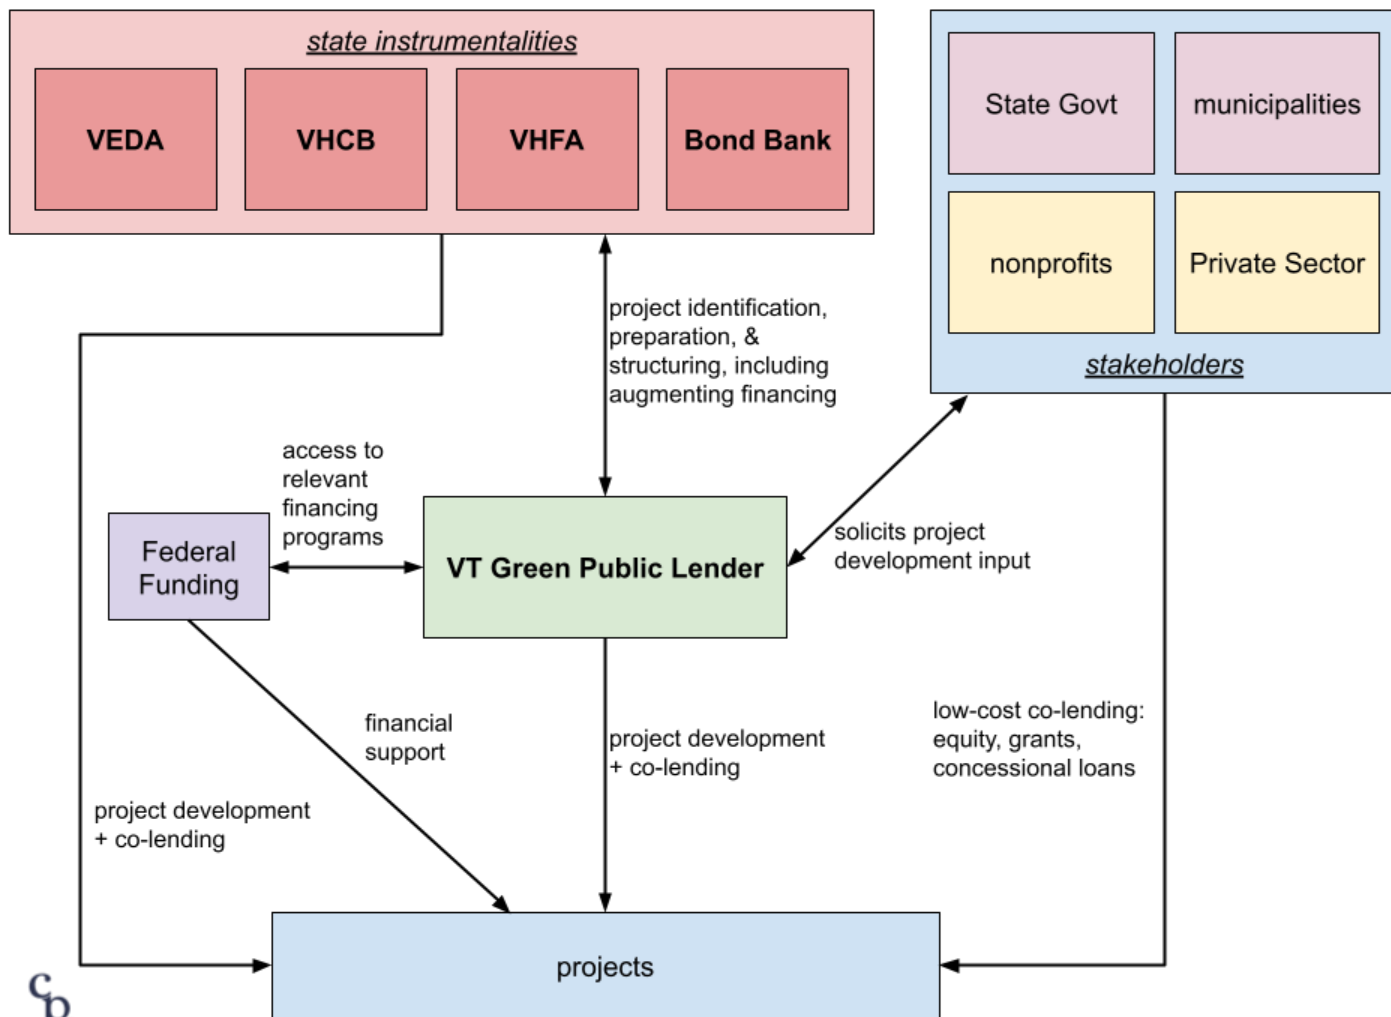 state instrumentalities
VEDA
VHCB
VHFA
Bond Bank
State Govt
municipalities
nonprofits
Private Sector
stakeholders
project identification,
preparation, &
structuring, including
augmenting financing
access to
relevant
financing
programs
Federal
Funding
VT Green Public Lender
solicits project
development input
financial
support
project development
+ co-lending
low-cost co-lending:
equity, grants,
concessional loans
project development
+ co-lending
projects
cp